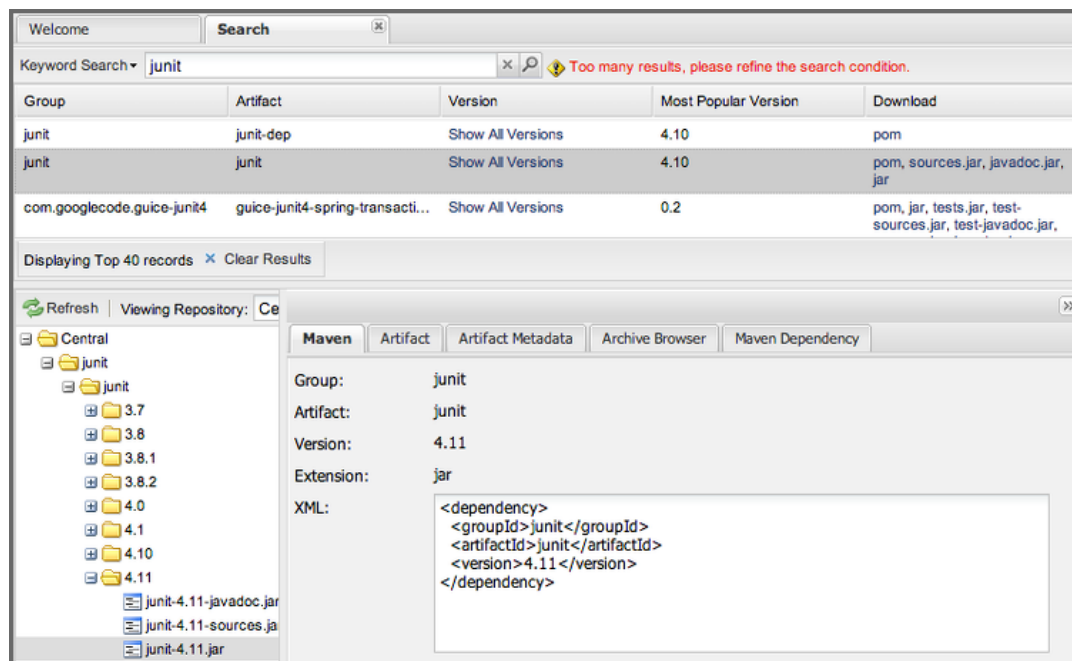 Welcome
Search
Keyword Search
junit
Too many results, please refine the search condition.
Group Artifact Version Most Popular Version Download
junit junit-dep Show All Versions 4.10 pom
junit junit Show All Versions 4.10 pom, sources.jar, javadoc.jar,
jar
com.googlecode.guice-junit4 guice-junit4-spring-transacti... Show All Versions 0.2 pom, jar, tests.jar, test-
sources.jar, test-javadoc.jar,
Displaying Top 40 records Clear Results
Refresh Viewing Repository: Ce
Central
junit
junit
3.7
3.8
3.8.1
3.8.2
4.0
4.1
4.10
4.11
junit-4.11-javadoc.jar
junit-4.11-sources.ja
junit-4.11.jar
Maven Artifact Artifact Metadata Archive Browser Maven Dependency
Group: junit
Artifact: junit
Version: 4.11
Extension: jar
XML:
<dependency>
<groupId>junit</groupId>
<artifactId>junit</artifactId>
<version>4.11</version>
</dependency>